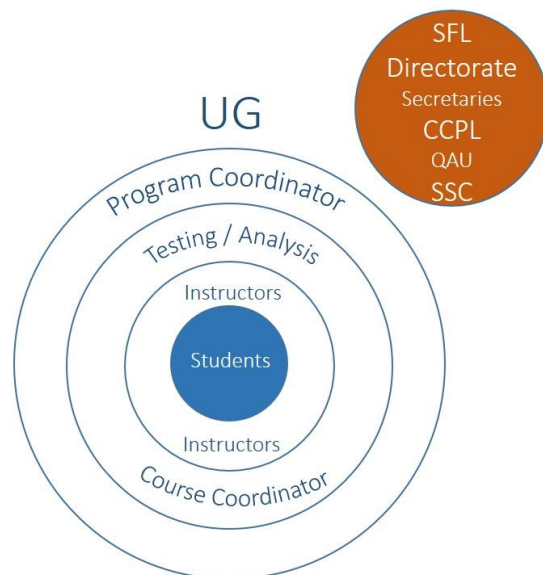 SFL
Directorate
Secretaries
CCPL
QAU
SSC
UG
Program Coordinator
Testing / Analysis
Instructors
Students
Instructors
Course Coordinator